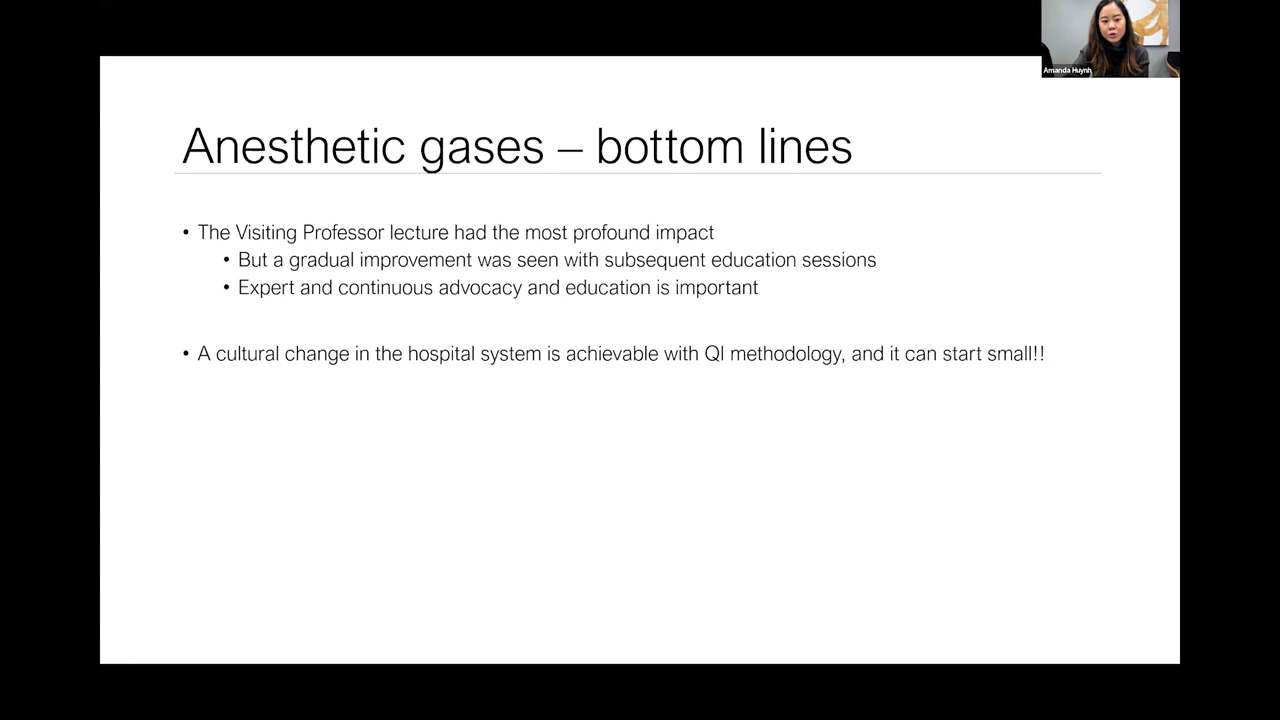 Amanda Huynh
Anesthetic gases – bottom lines
• The Visiting Professor lecture had the most profound impact
• But a gradual improvement was seen with subsequent education sessions
• Expert and continuous advocacy and education is important
• A cultural change in the hospital system is achievable with QI methodology, and it can start small!!